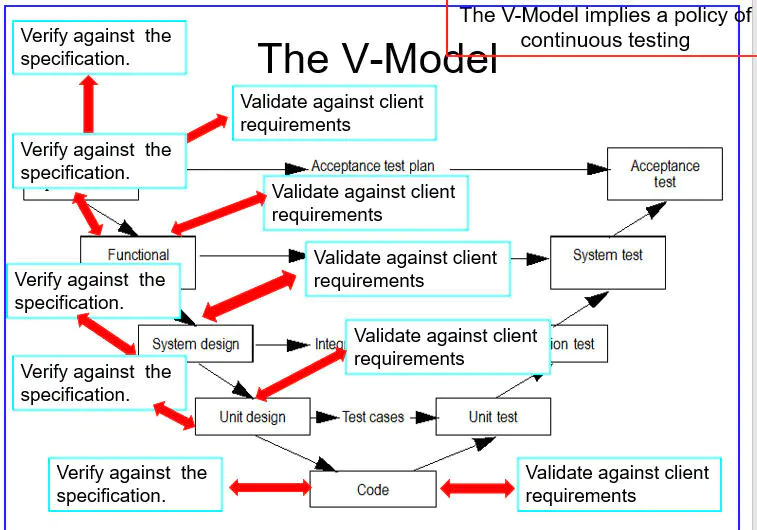 The V-Model implies a policy of
continuous testing
Verify against the
specification.
The V-Model
Validate against client
requirements
Verify against the
specification.
Acceptance test plan
Acceptance
test
Validate against client
requirements
Functional
Validate against client
requirements
System test
Verify against the
specification.
System design
Validate against client
requirements
test
Verify against the
specification.
Unit design
Test cases
Unit test
Verify against the
specification.
Code
Validate against client
requirements